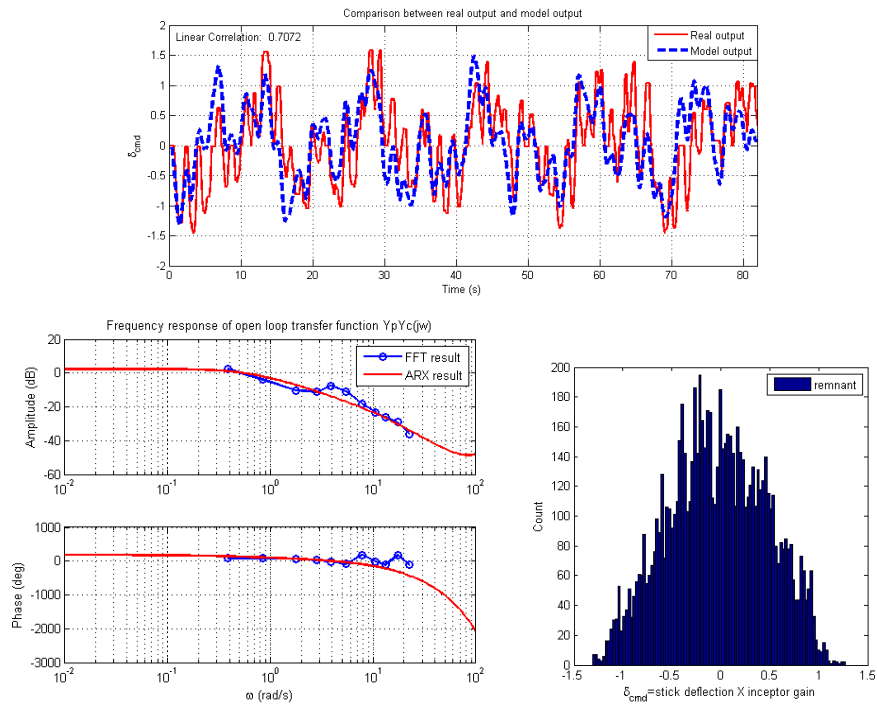 Comparison between real output and model output
Linear Correlation: 0.7072
Real output
Model output
2
1.5
1
0.5
0
-0.5
-1
-1.5
-2
δcmd
0 10 20 30 40 50 60 70 80
Time (s)
Frequency response of open loop transfer function YpYc(jw)
FFT result
ARX result
20
0
-20
-40
-60
Amplitude (dB)
10^-2 10^-1 10^0 10^1 10^2
1000
0
-1000
-2000
-3000
Phase (deg)
10^-2 10^-1 10^0 10^1 10^2
ω (rad/s)
remnant
200
180
160
140
120
100
80
60
40
20
0
Count
-1.5 -1 -0.5 0 0.5 1 1.5
δcmd=stick deflection X inceptor gain